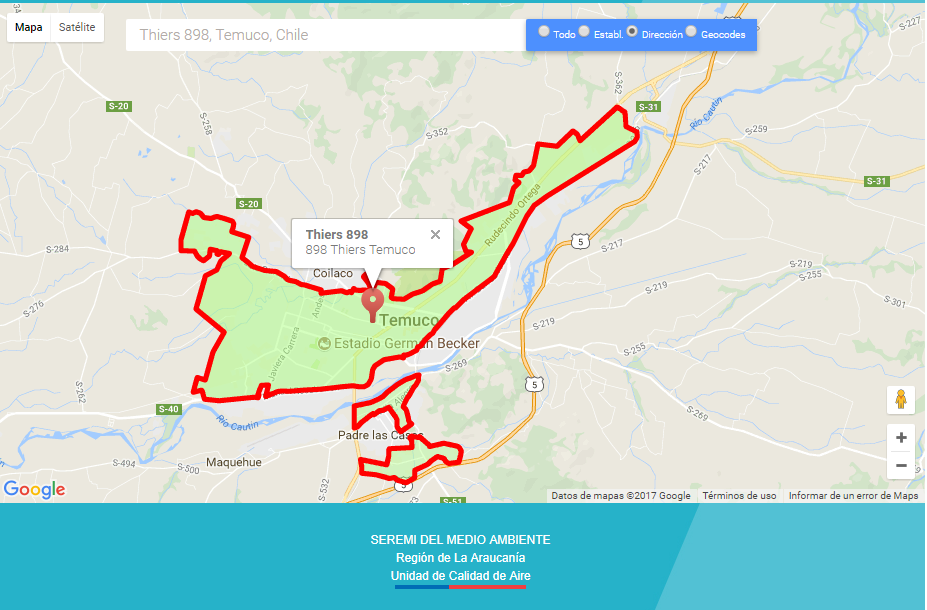 Mapa Satélite
Thiers 898, Temuco, Chile
Todo Establ. Dirección Geocodes
S-227
S-362
S-20
S-31
Río Cautín
S-258
S-352
S-259
S-217
S-31
S-20
Rudecindo Ortega
Thiers 898
898 Thiers Temuco
S-284
5
S-217
Coilaco
S-219
S-255
S-219
S-276
S-301
Temuco
S-219
Javiera Carrera
Estadio Germán Becker
S-255
S-269
S-262
5
S-40
S-269
Río Cautín
Padre las Casas
S-494
S-500
Maquehue
S-532
5
S-51
Google
Datos de mapas ©2017 Google Términos de uso Informar de un error de Maps
SEREMI DEL MEDIO AMBIENTE
Región de La Araucanía
Unidad de Calidad de Aire